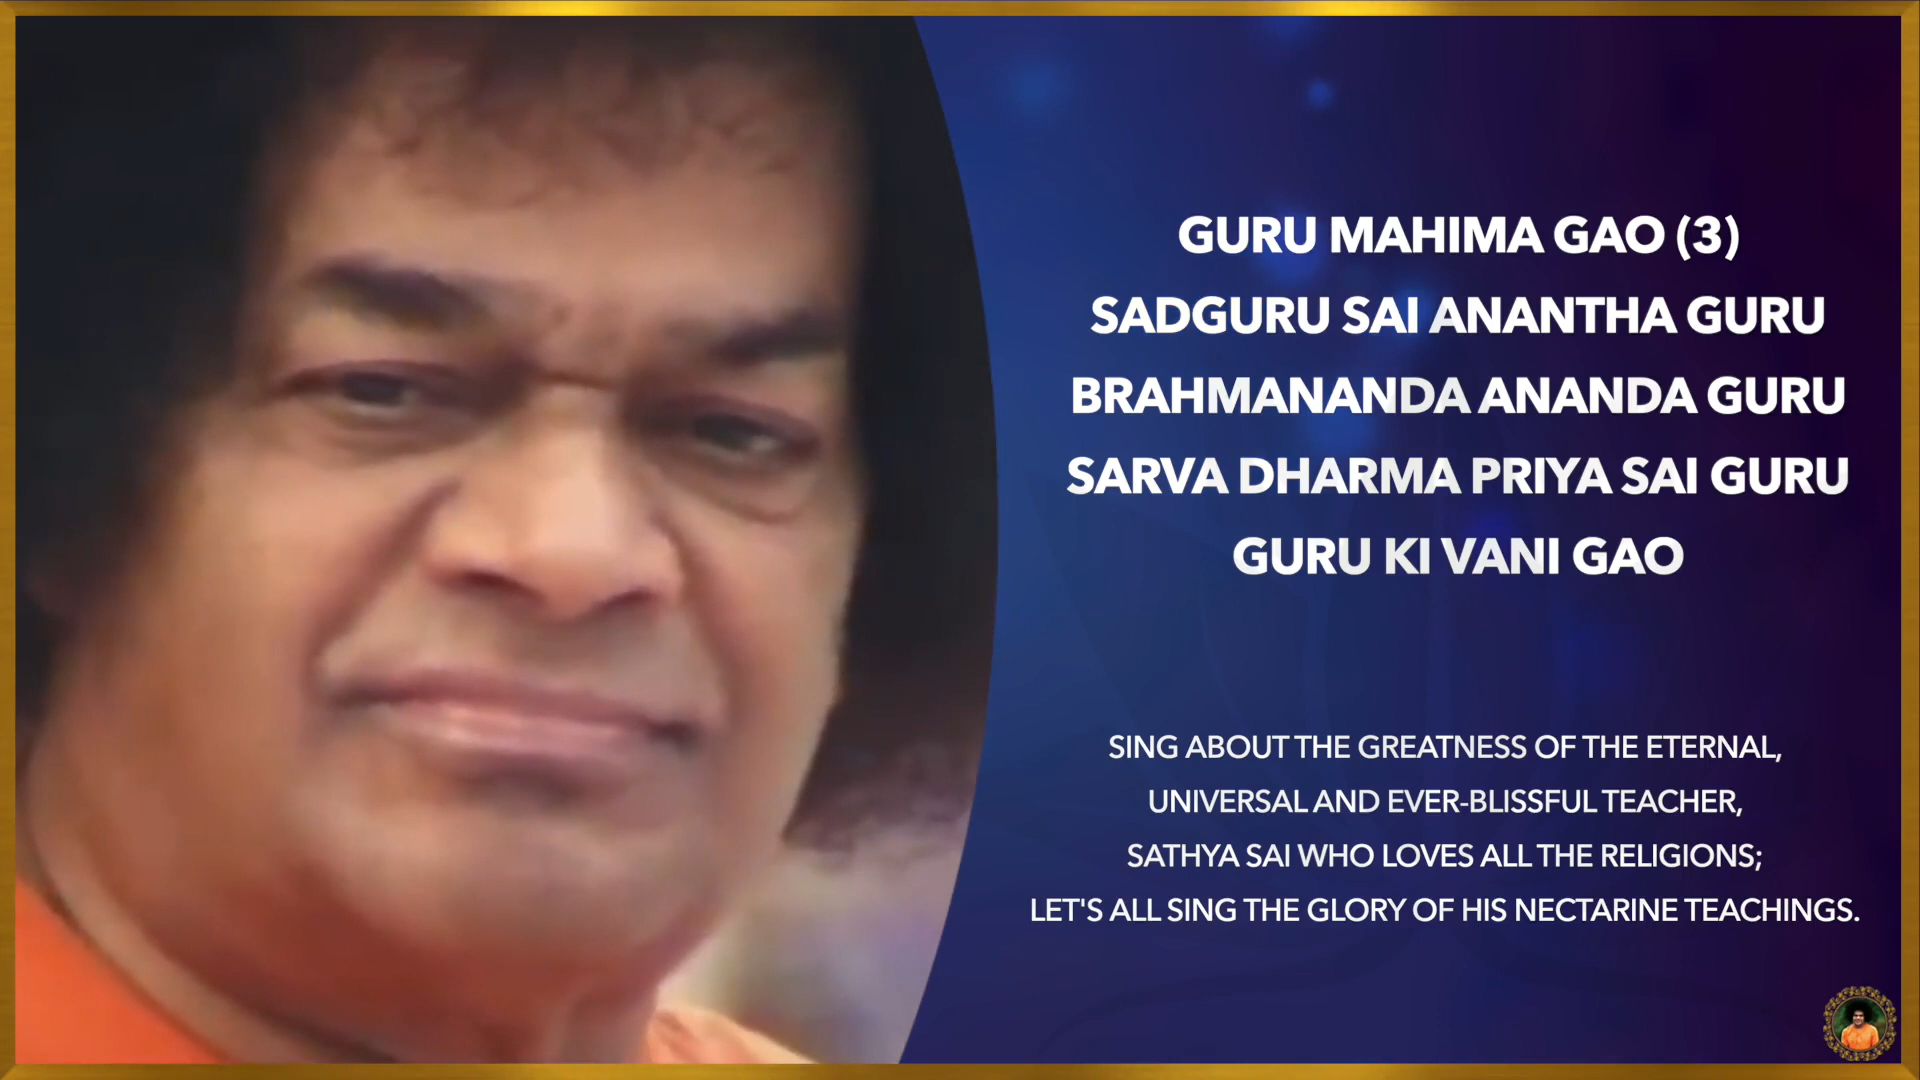 GURU MAHIMA GAO (3)
SADGURU SAI ANANTHA GURU
BRAHMANANDA ANANDA GURU
SARVA DHARMA PRIYA SAI GURU
GURU KI VANI GAO
SING ABOUT THE GREATNESS OF THE ETERNAL,
UNIVERSAL AND EVER-BLISSFUL TEACHER,
SATHYA SAI WHO LOVES ALL THE RELIGIONS;
LET'S ALL SING THE GLORY OF HIS NECTARINE TEACHINGS.